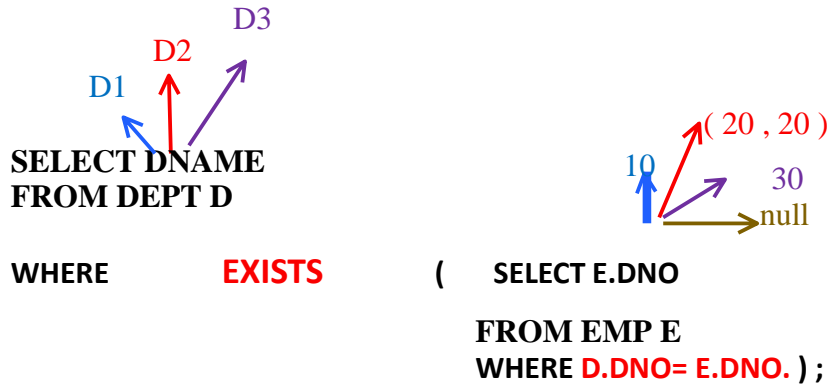 D3
D2
D1
( 20 , 20 )
10
30
null
SELECT DNAME
FROM DEPT D
WHERE EXISTS ( SELECT E.DNO
FROM EMP E
WHERE D.DNO= E.DNO. ) ;